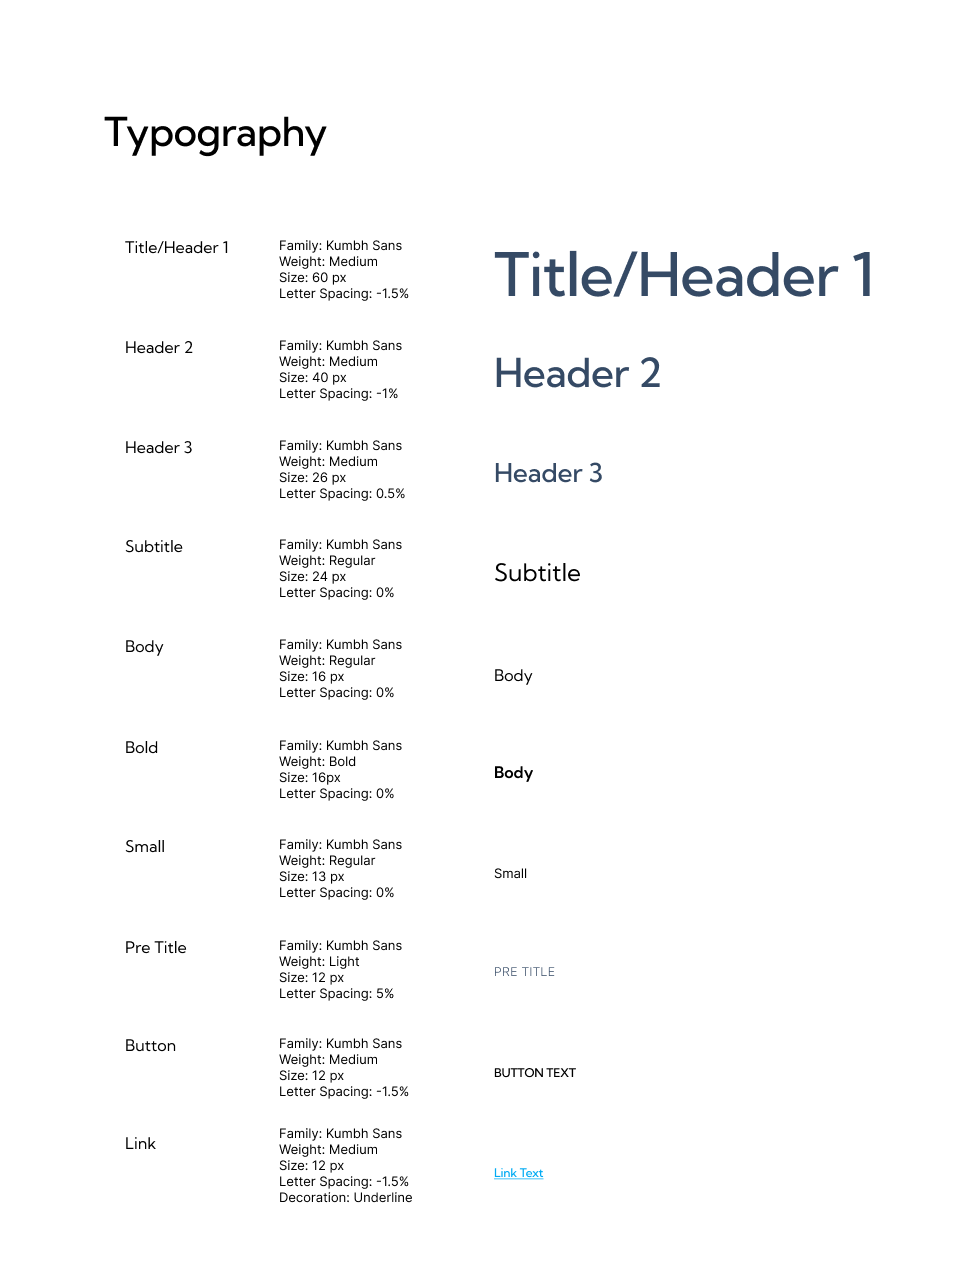 Typography
Title/Header 1
Family: Kumbh Sans
Weight: Medium
Size: 60 px
Letter Spacing: -1.5%
Title/Header 1
Header 2
Family: Kumbh Sans
Weight: Medium
Size: 40 px
Letter Spacing: -1%
Header 2
Header 3
Family: Kumbh Sans
Weight: Medium
Size: 26 px
Letter Spacing: 0.5%
Header 3
Subtitle
Family: Kumbh Sans
Weight: Regular
Size: 24 px
Letter Spacing: 0%
Subtitle
Body
Family: Kumbh Sans
Weight: Regular
Size: 16 px
Letter Spacing: 0%
Body
Bold
Family: Kumbh Sans
Weight: Bold
Size: 16px
Letter Spacing: 0%
Body
Small
Family: Kumbh Sans
Weight: Regular
Size: 13 px
Letter Spacing: 0%
Small
Pre Title
Family: Kumbh Sans
Weight: Light
Size: 12 px
Letter Spacing: 5%
PRE TITLE
Button
Family: Kumbh Sans
Weight: Medium
Size: 12 px
Letter Spacing: -1.5%
BUTTON TEXT
Link
Family: Kumbh Sans
Weight: Medium
Size: 12 px
Letter Spacing: -1.5%
Decoration: Underline
Link Text